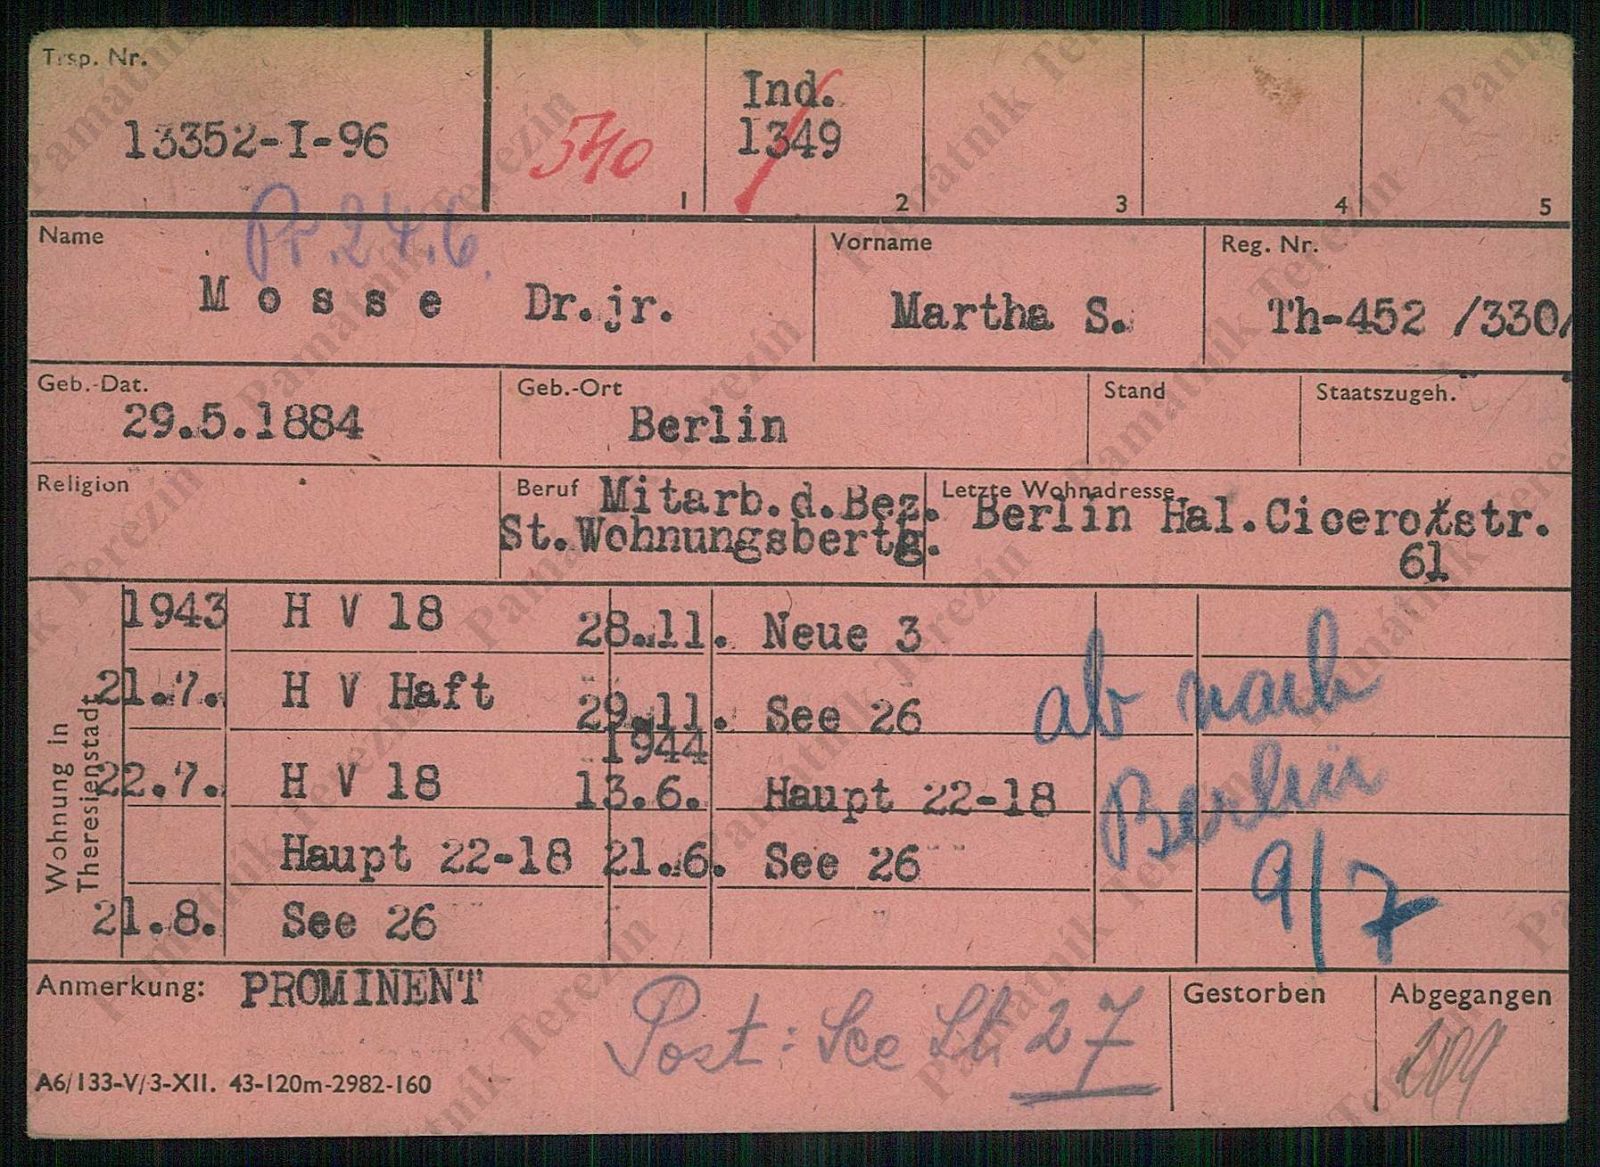 Trsp. Nr.
13352-I-96
540
Ind.
1349
1 2 3 4 5
Pr. 24.6.
Name Vorname Reg. Nr.
Mosse Dr.jr. Martha S. Th-452 /330/
Geb.-Dat. Geb.-Ort Stand Staatszugeh.
29.5.1884 Berlin
Religion Beruf Mitarb.d.Bez. Letzte Wohnadresse
St.Wohnungsbertg. Berlin Hal.Cicerostr.
61
Wohnung in
Theresienstadt
1943 H V 18 28.11. Neue 3
21.7. H V Haft 29.11. See 26
1944
22.7. H V 18 13.6. Haupt 22-18
Haupt 22-18 21.6. See 26
21.8. See 26
ab nach
Berlin
9/7
Anmerkung: PROMINENT
Post: See St. 27
Gestorben Abgegangen
A6/133-V/3-XII. 43-120m-2982-160
Památník Terezín